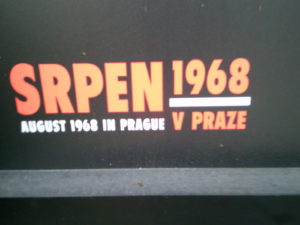 SRPEN 1968
AUGUST 1968 IN PRAGUE V PRAZE